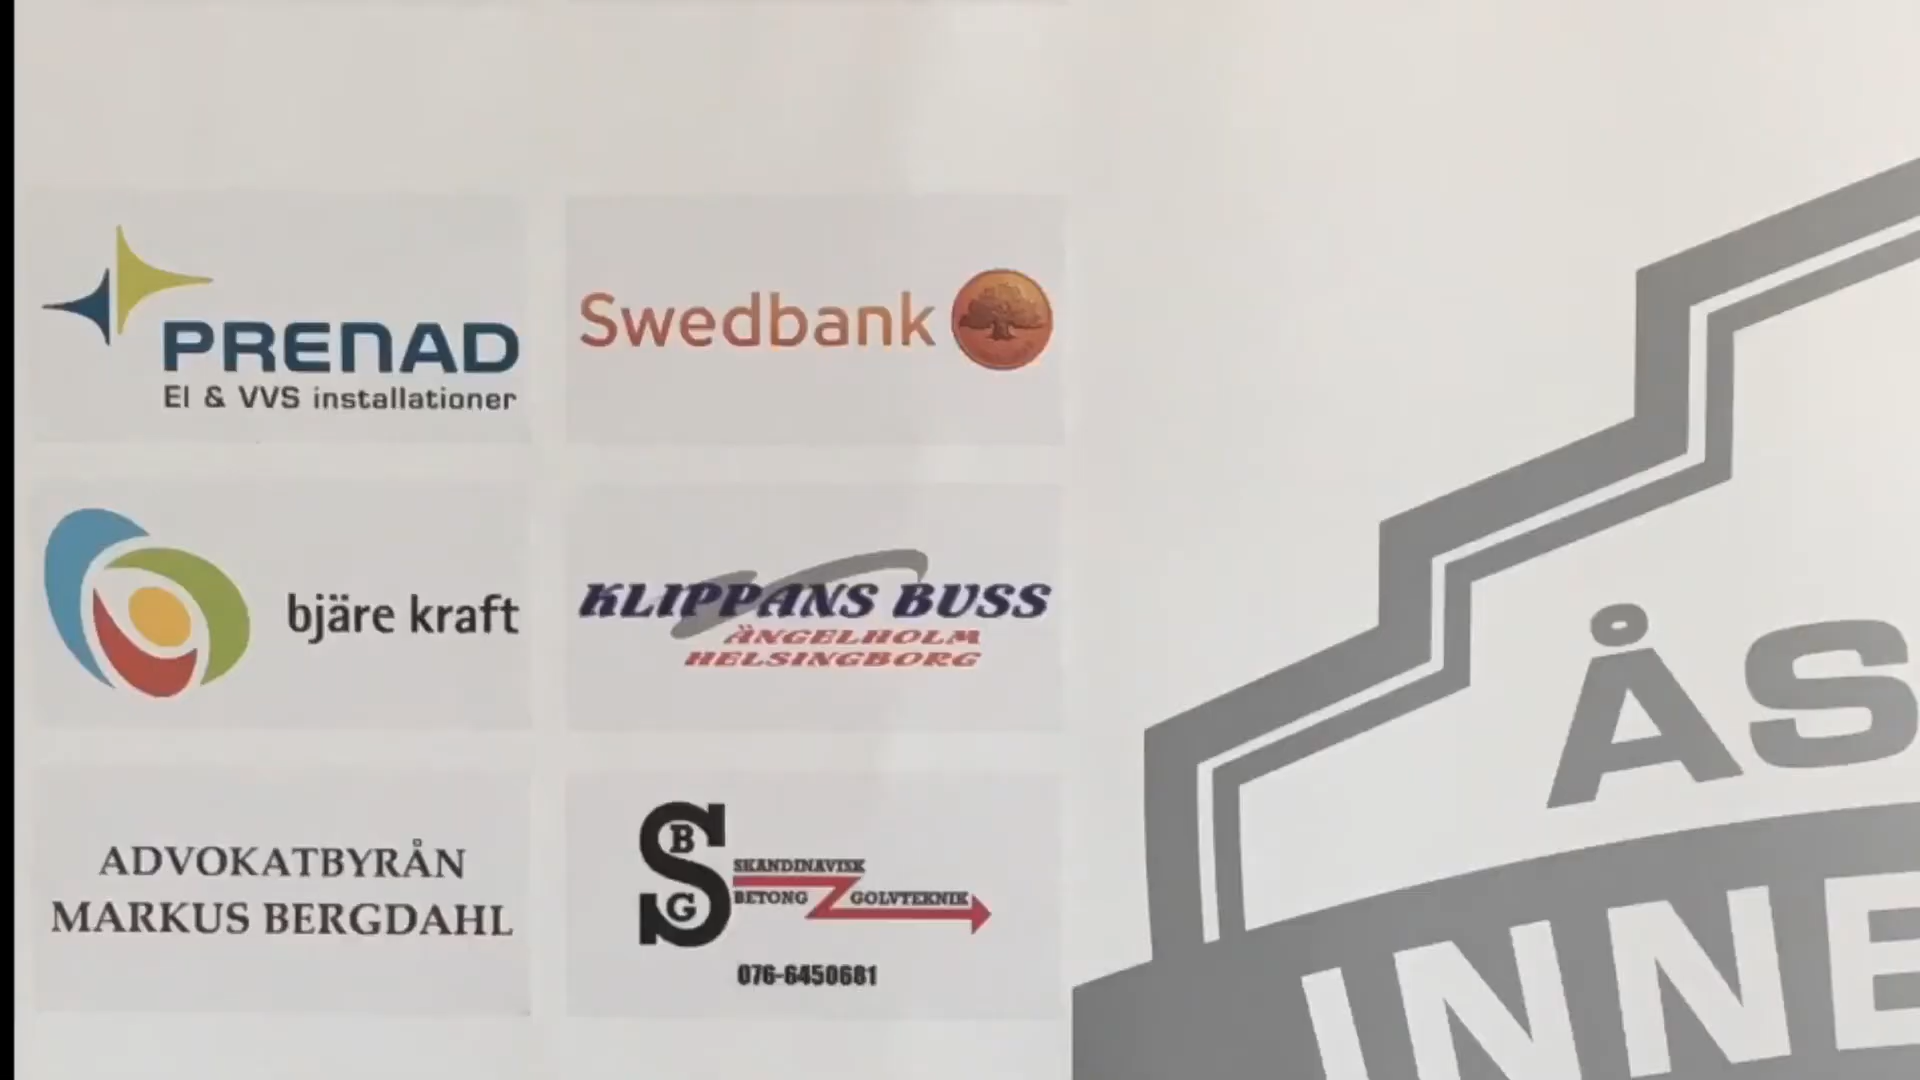 PRENAD
El & VVS installationer
Swedbank
bjäre kraft
KLIPPANS BUSS
ÄNGELHOLM
HELSINGBORG
ADVOKATBYRÅN
MARKUS BERGDAHL
SBG
SKANDINAVISK
BETONG GOLVTEKNIK
076-6450681
ÅS
INNE